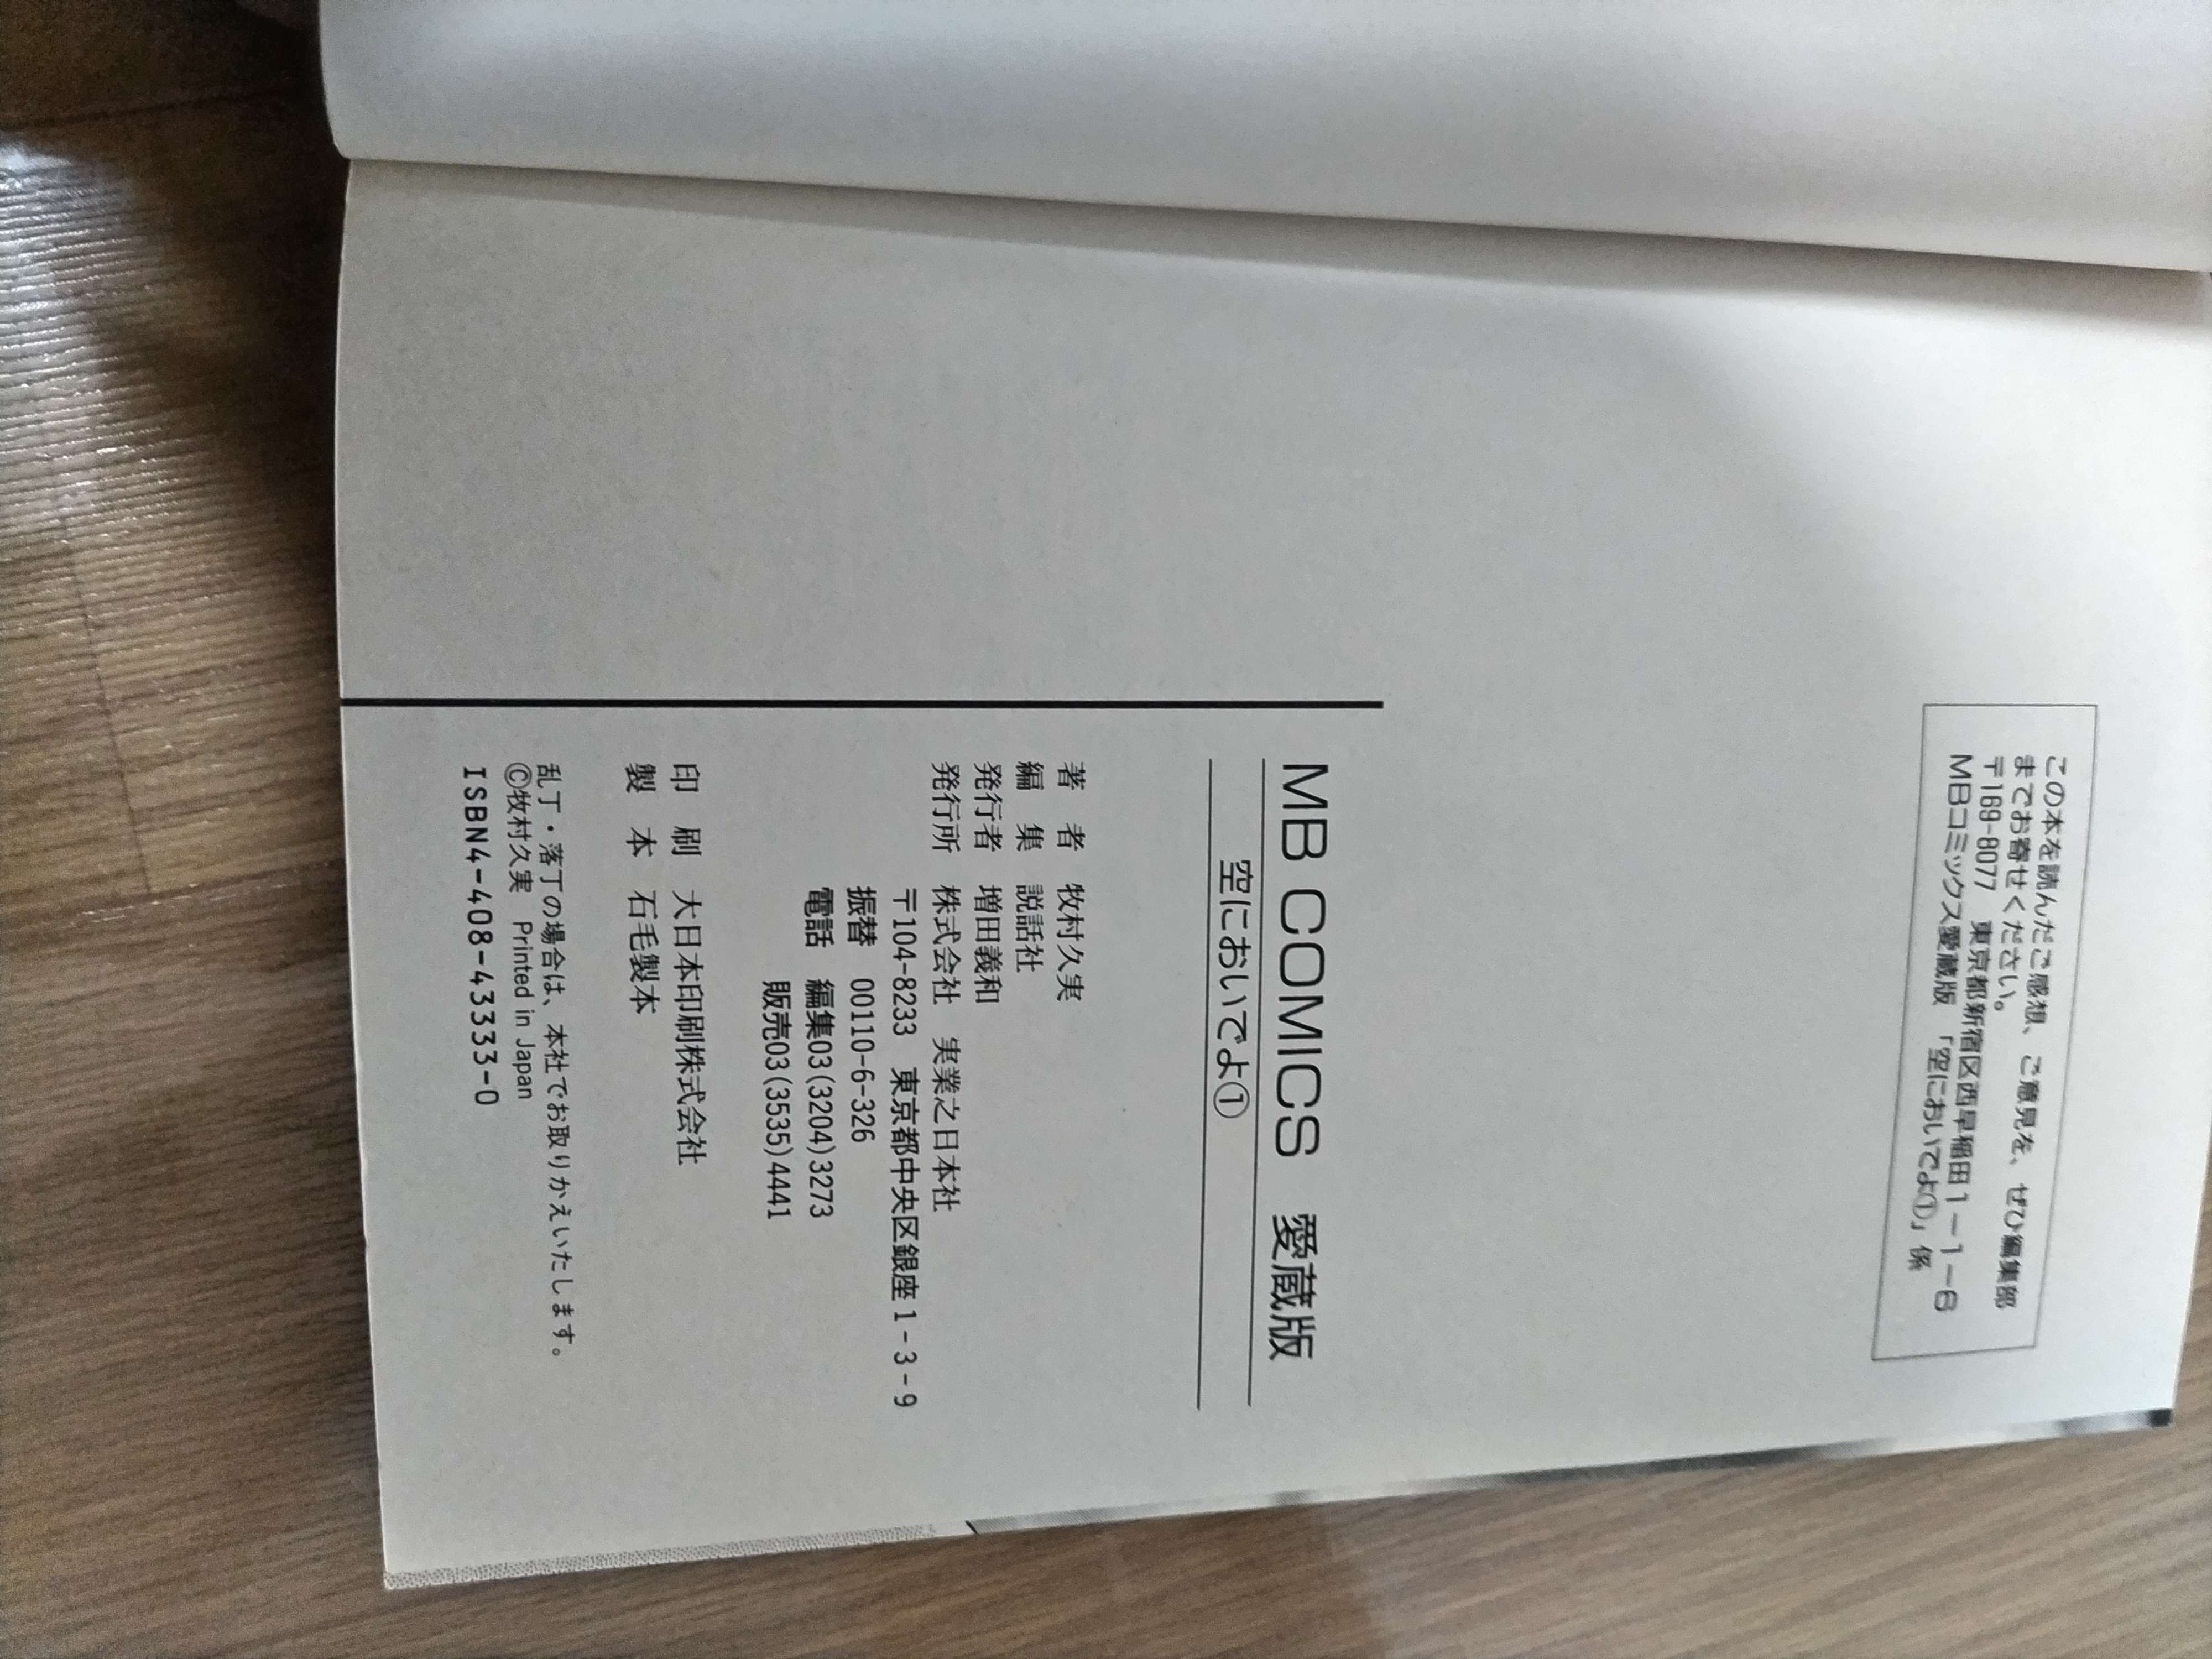 この本を読んだご感想、ご意見を、ぜひ編集部
までお寄せください。
〒169-8077　東京都新宿区西早稲田1-1-6
MBコミックス愛蔵版「空においでよ①」係
MB COMICS　愛蔵版
空においでよ①
著　者　牧村久実
編　集　説話社
発行者　増田義和
発行所　株式会社　実業之日本社
〒104-8233　東京都中央区銀座1-3-9
振替　00110-6-326
電話　編集03(3204)3273
販売03(3535)4441
印　刷　大日本印刷株式会社
製　本　石毛製本
乱丁・落丁の場合は、本社でお取りかえいたします。
Ⓒ牧村久実　Printed in Japan
ISBN4-408-43333-0